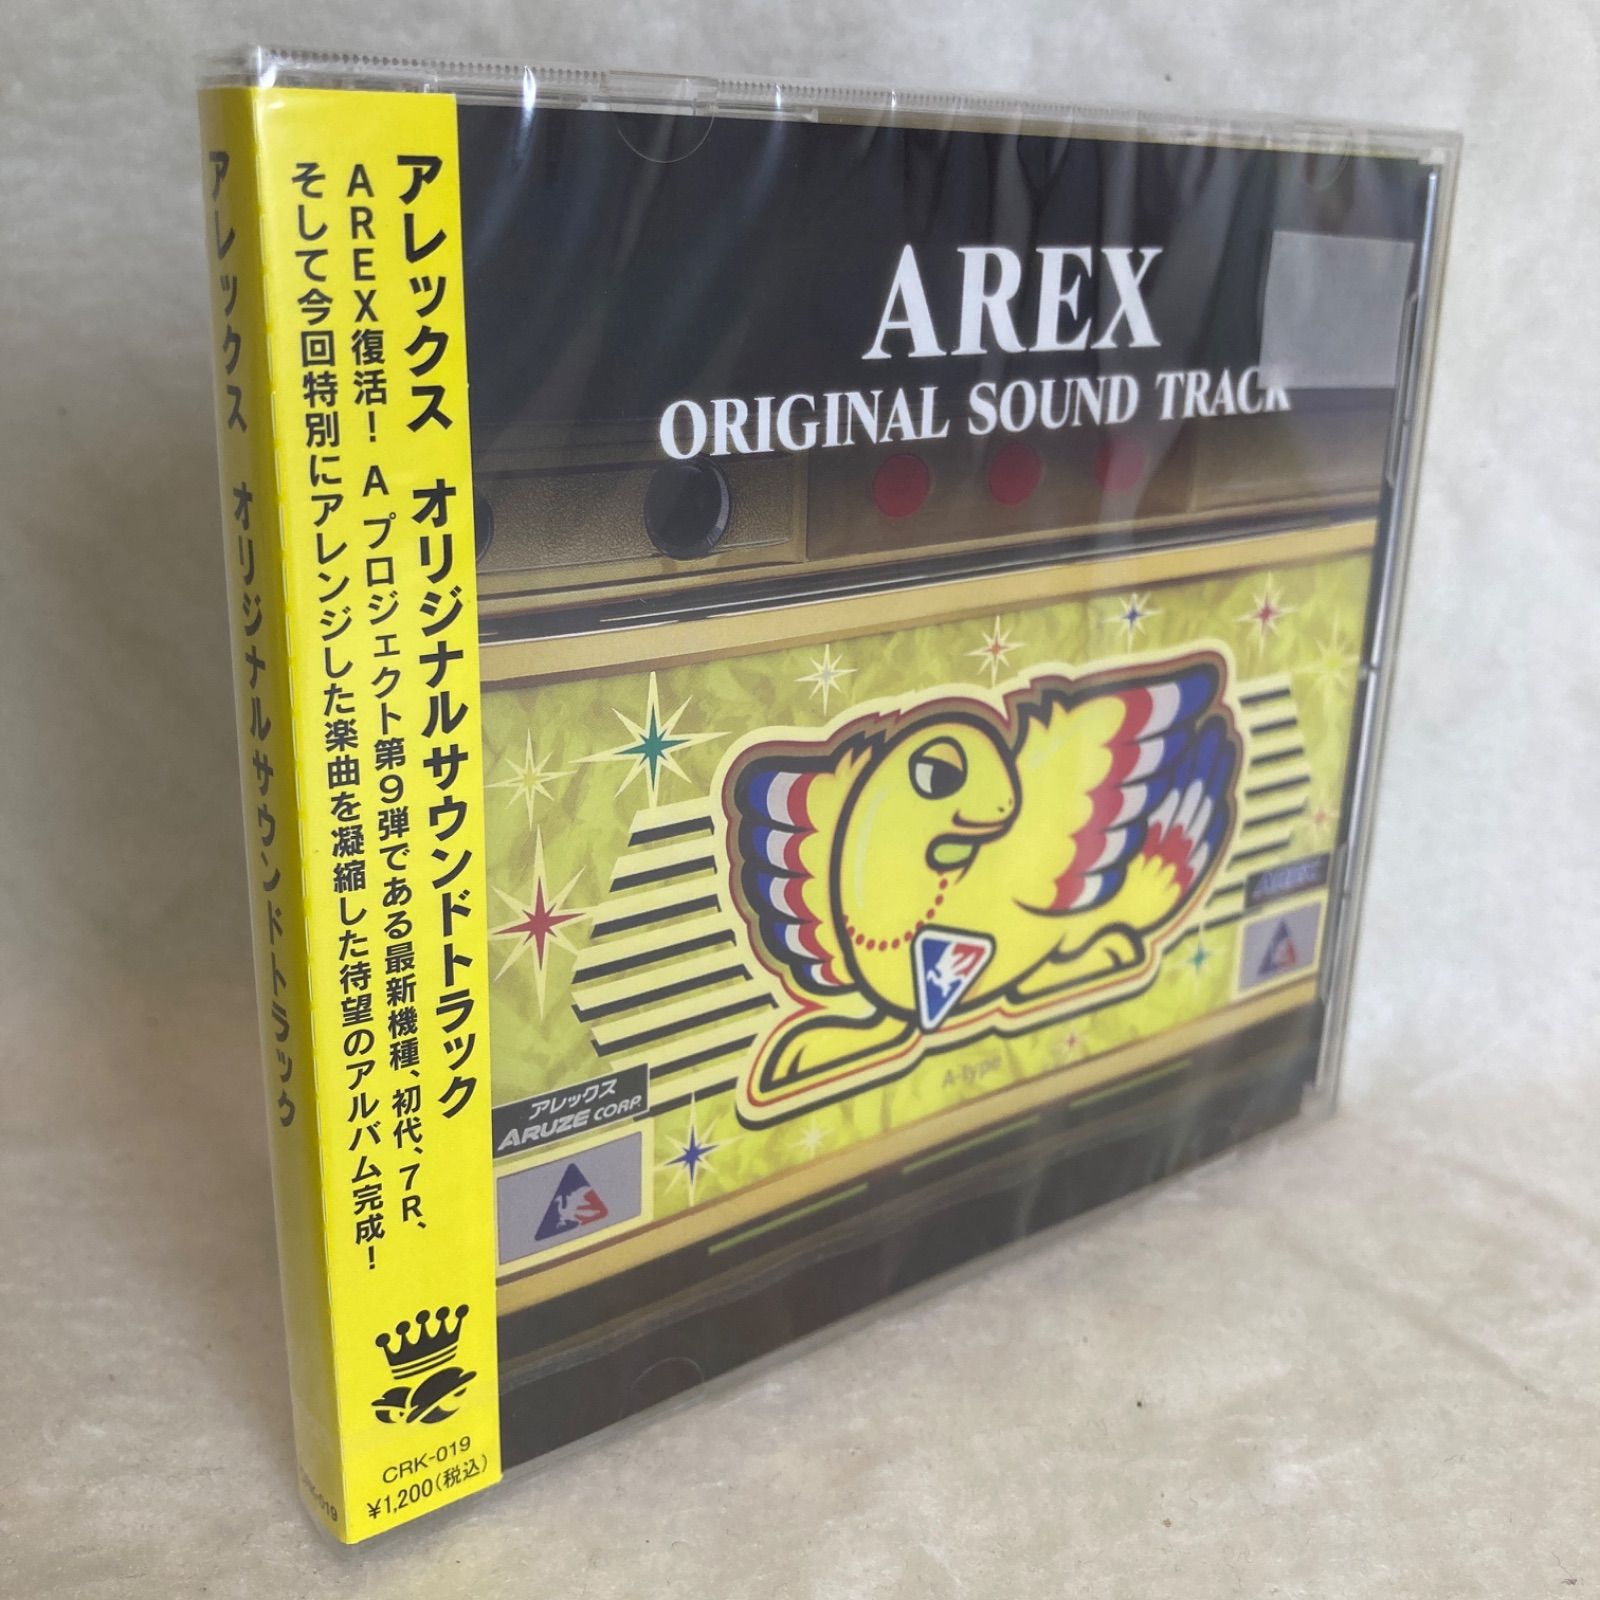 アレックス オリジナルサウンドトラック
アレックス オリジナルサウンドトラック
AREX復活！ A プロジェクト第9弾である最新機種、初代、7R、
そして今回特別にアレンジした楽曲を凝縮した待望のアルバム完成！
CRK-019
¥1,200(税込)
CRK-019
AREX
ORIGINAL SOUND TRACK
A-type
アレックス
ARUZE CORP.
AREX